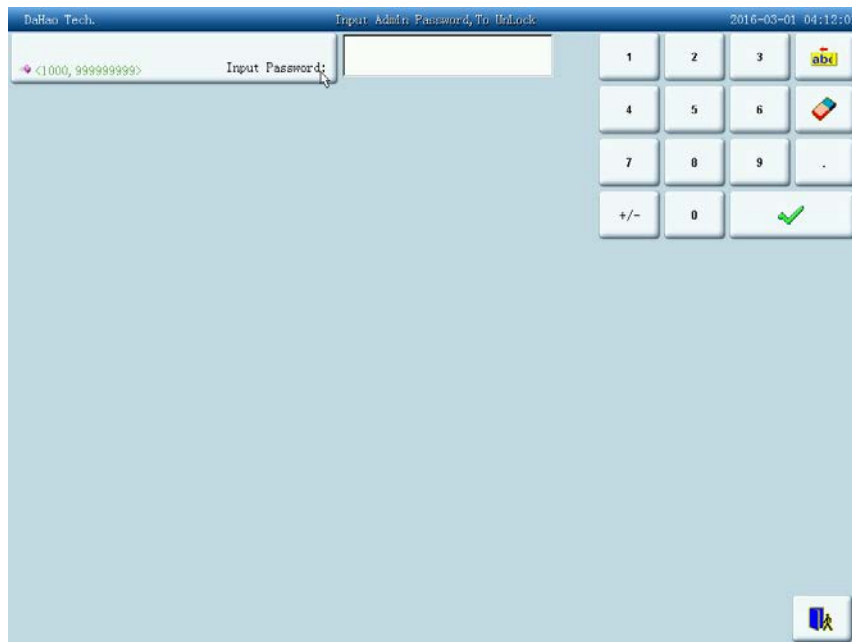 DaHao Tech. Input Admin Password,To UnLock 2016-03-01 04:12:0
<1000, 999999999> Input Password:
1 2 3 abc
4 5 6
7 8 9 .
+/- 0